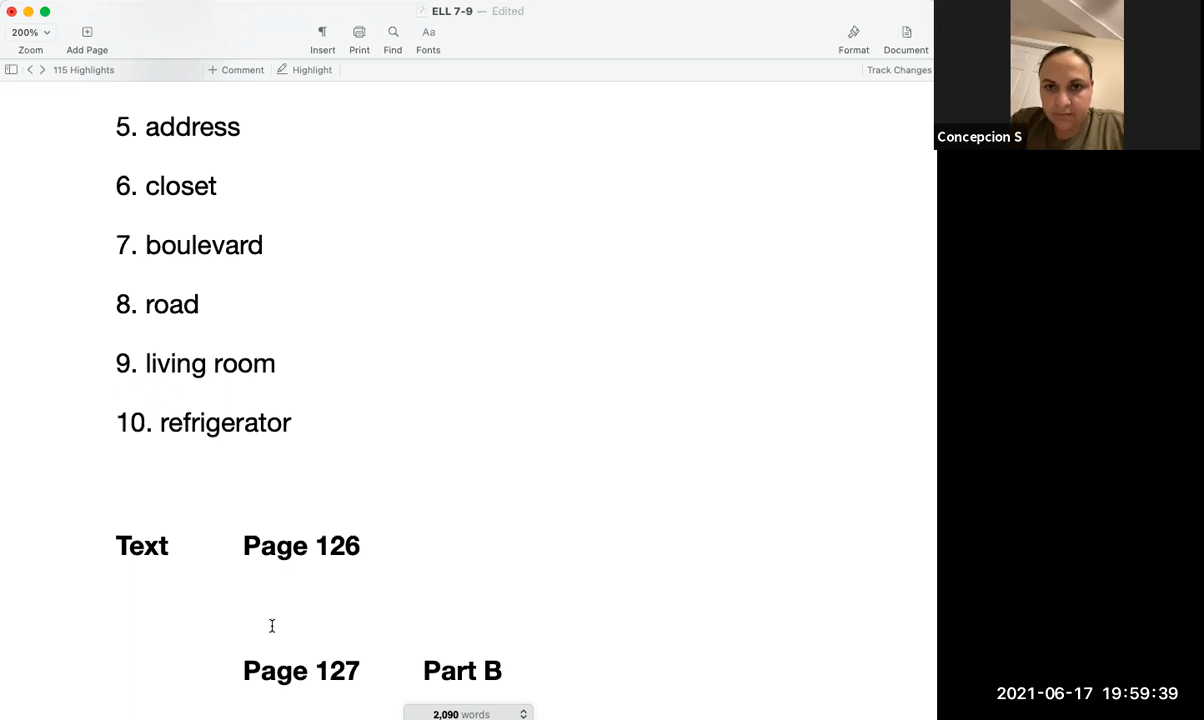 ELL 7-9 — Edited
200%
Zoom Add Page Insert Print Find Aa Fonts Format Document
115 Highlights + Comment Highlight Track Changes
5. address
6. closet
7. boulevard
8. road
9. living room
10. refrigerator
Text Page 126
Page 127 Part B
2,090 words
Concepcion S
2021-06-17 19:59:39